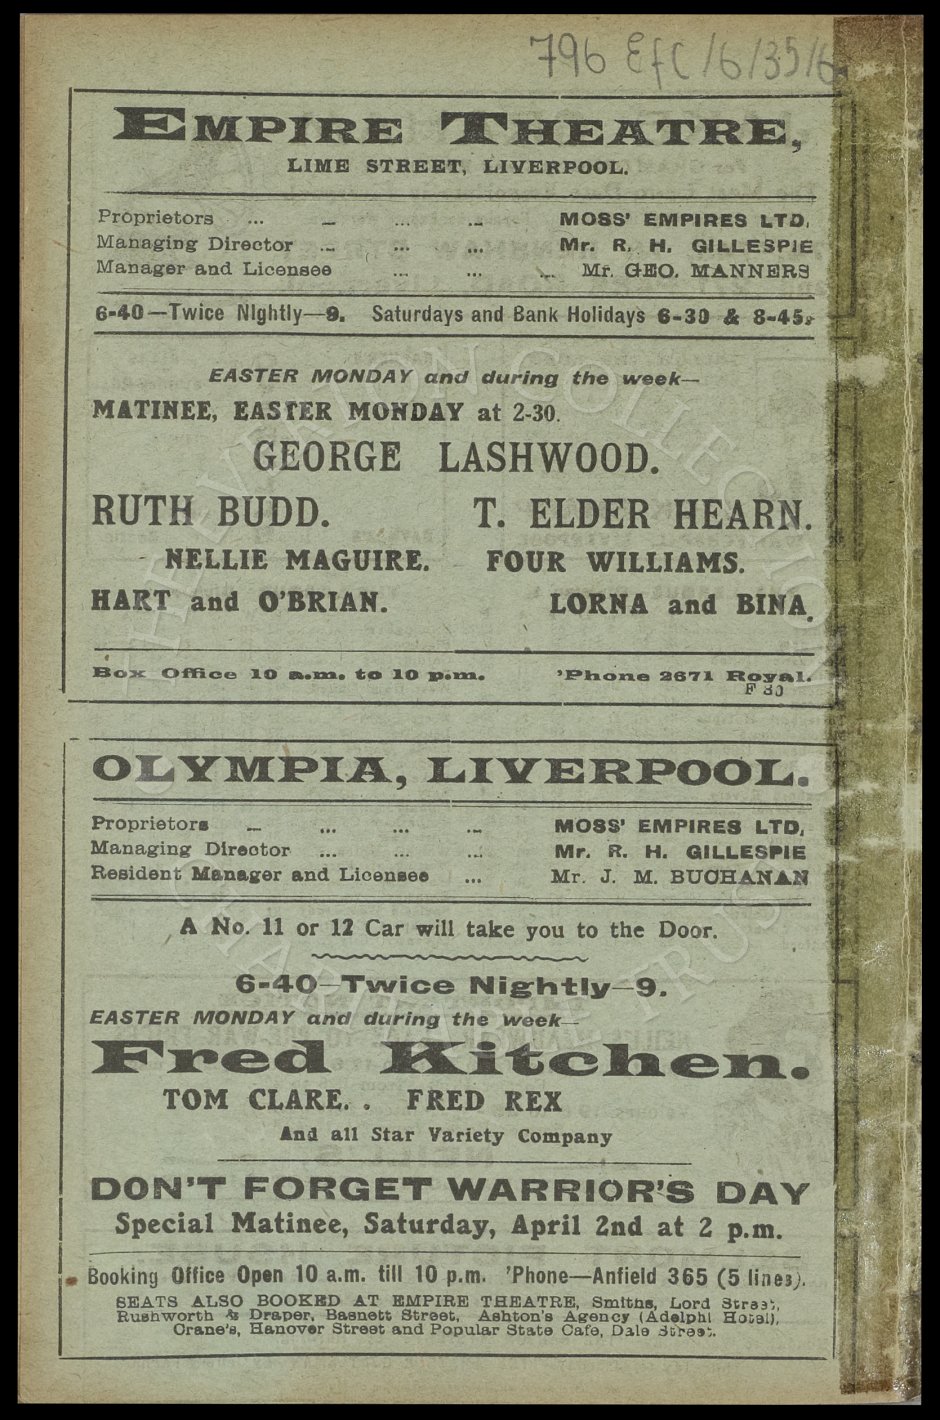 796 EFC/6/35/6
EMPIRE THEATRE,
LIME STREET, LIVERPOOL.
Proprietors ... ... ... ... MOSS' EMPIRES LTD,
Managing Director ... ... ... Mr. R. H. GILLESPIE
Manager and Licensee ... ... ... Mr. GEO. MANNERS
6-40—Twice Nightly—9. Saturdays and Bank Holidays 6-30 & 8-45.
EASTER MONDAY and during the week—
MATINEE, EASTER MONDAY at 2-30.
GEORGE LASHWOOD.
RUTH BUDD. T. ELDER HEARN.
NELLIE MAGUIRE. FOUR WILLIAMS.
HART and O'BRIAN. LORNA and BINA.
Box Office 10 a.m. to 10 p.m. 'Phone 2671 Royal.
F 30
OLYMPIA, LIVERPOOL.
Proprietors ... ... ... ... MOSS' EMPIRES LTD,
Managing Director ... ... ... Mr. R. H. GILLESPIE
Resident Manager and Licensee ... Mr. J. M. BUCHANAN
A No. 11 or 12 Car will take you to the Door.
6-40—Twice Nightly—9.
EASTER MONDAY and during the week—
Fred Kitchen.
TOM CLARE. . FRED REX
And all Star Variety Company
DON'T FORGET WARRIOR'S DAY
Special Matinee, Saturday, April 2nd at 2 p.m.
Booking Office Open 10 a.m. till 10 p.m. 'Phone—Anfield 365 (5 lines).
SEATS ALSO BOOKED AT EMPIRE THEATRE, Smiths, Lord Street,
Rushworth & Draper, Basnett Street, Ashton's Agency (Adelphi Hotel),
Crane's, Hanover Street and Popular State Cafe, Dale Street.
THE EVERTON COLLECTION
CHARITABLE TRUST